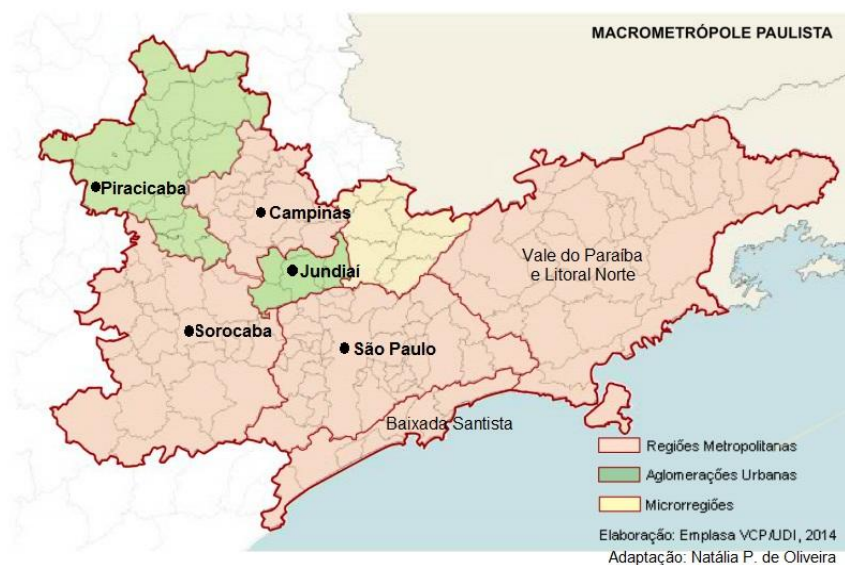 MACROMETRÓPOLE PAULISTA
Piracicaba
Campinas
Jundiaí
Vale do Paraíba
e Litoral Norte
Sorocaba
São Paulo
Baixada Santista
Regiões Metropolitanas
Aglomerações Urbanas
Microrregiões
Elaboração: Emplasa VCP/UDI, 2014
Adaptação: Natália P. de Oliveira